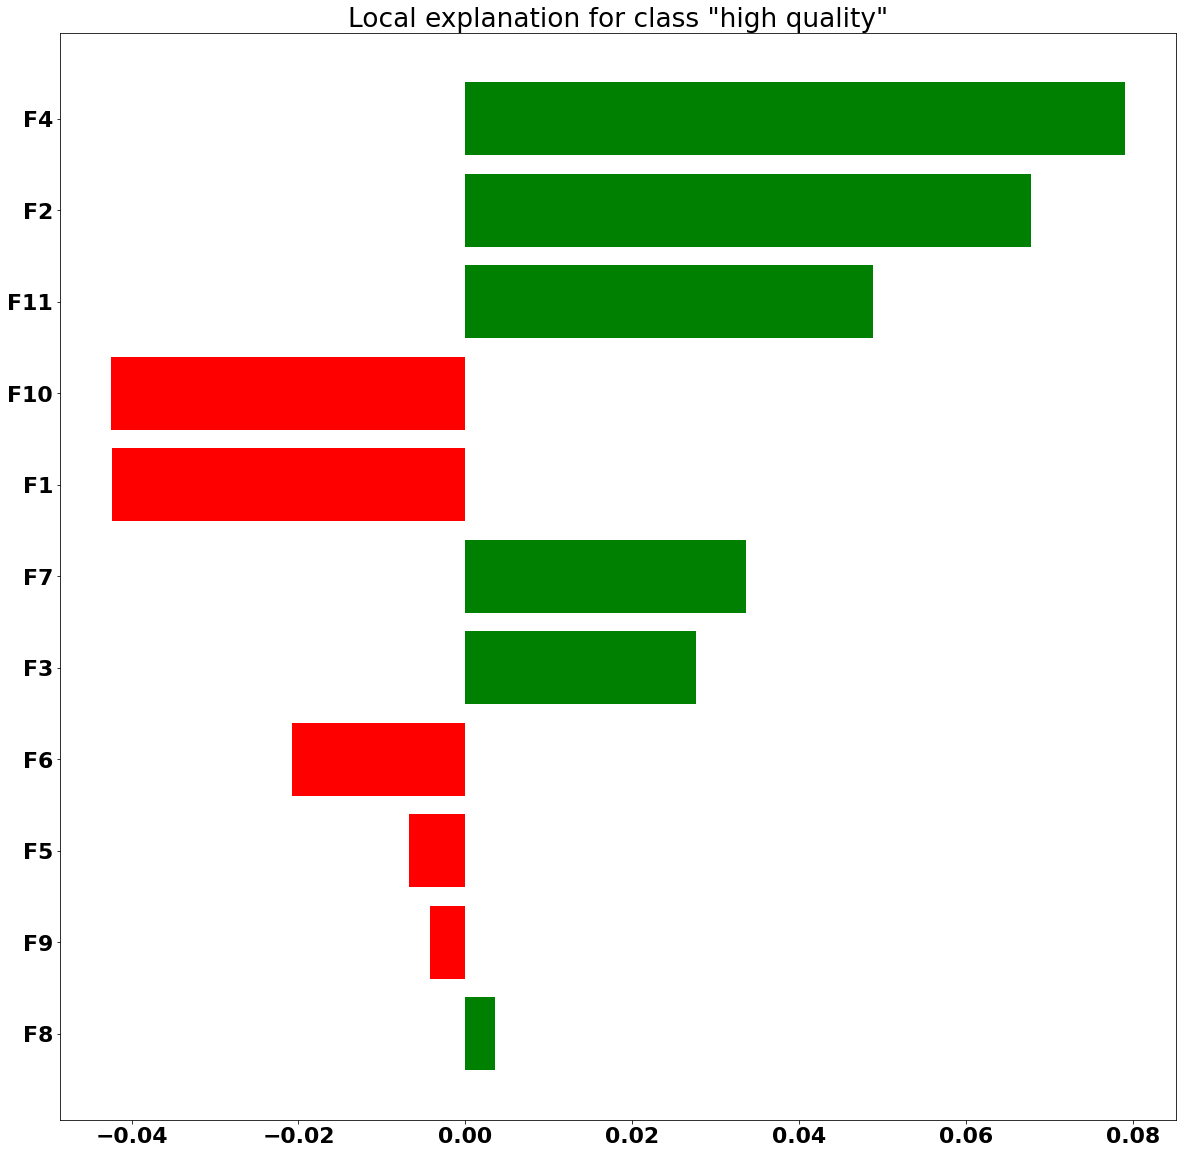 Local explanation for class "high quality"
F4
F2
F11
F10
F1
F7
F3
F6
F5
F9
F8
−0.04 −0.02 0.00 0.02 0.04 0.06 0.08